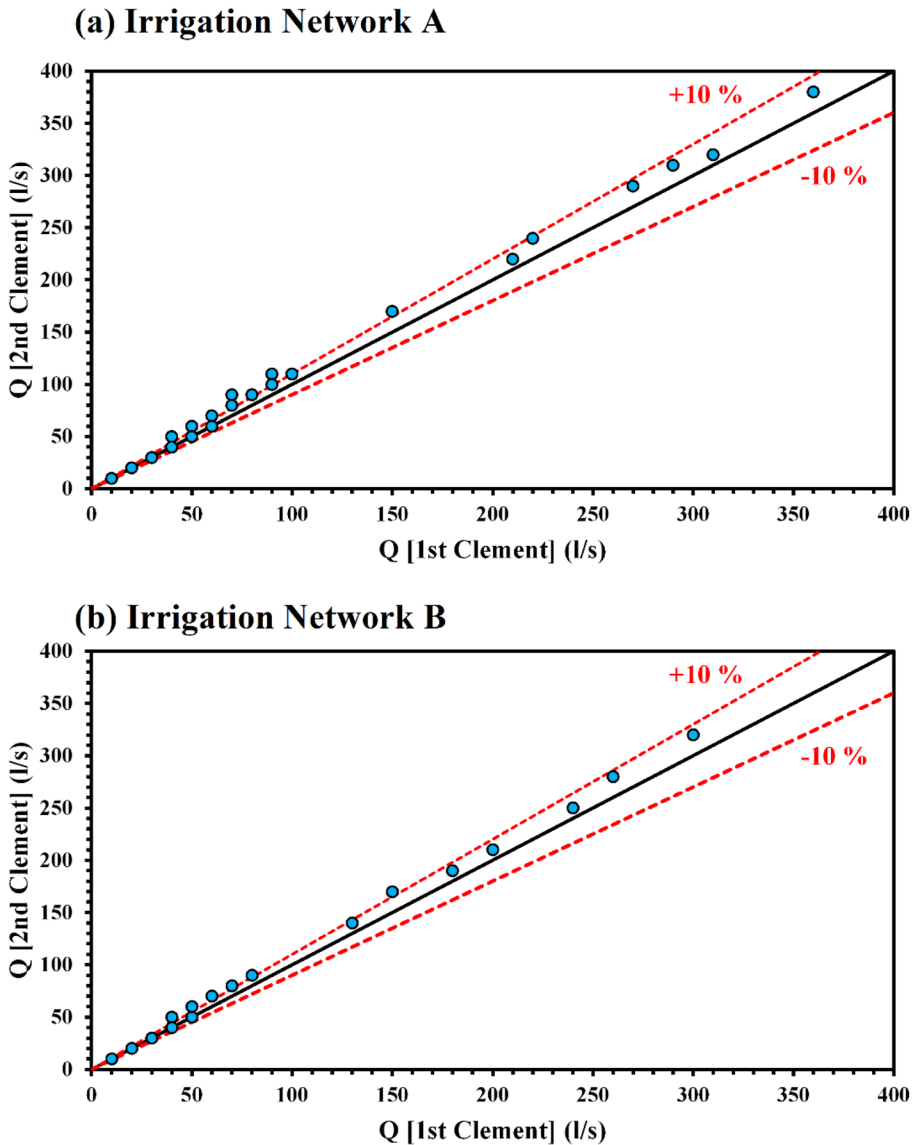 (a) Irrigation Network A
400
350
300
250
200
150
100
50
0
Q [2nd Clement] (l/s)
+10 %
-10 %
0 50 100 150 200 250 300 350 400
Q [1st Clement] (l/s)
(b) Irrigation Network B
400
350
300
250
200
150
100
50
0
Q [2nd Clement] (l/s)
+10 %
-10 %
0 50 100 150 200 250 300 350 400
Q [1st Clement] (l/s)